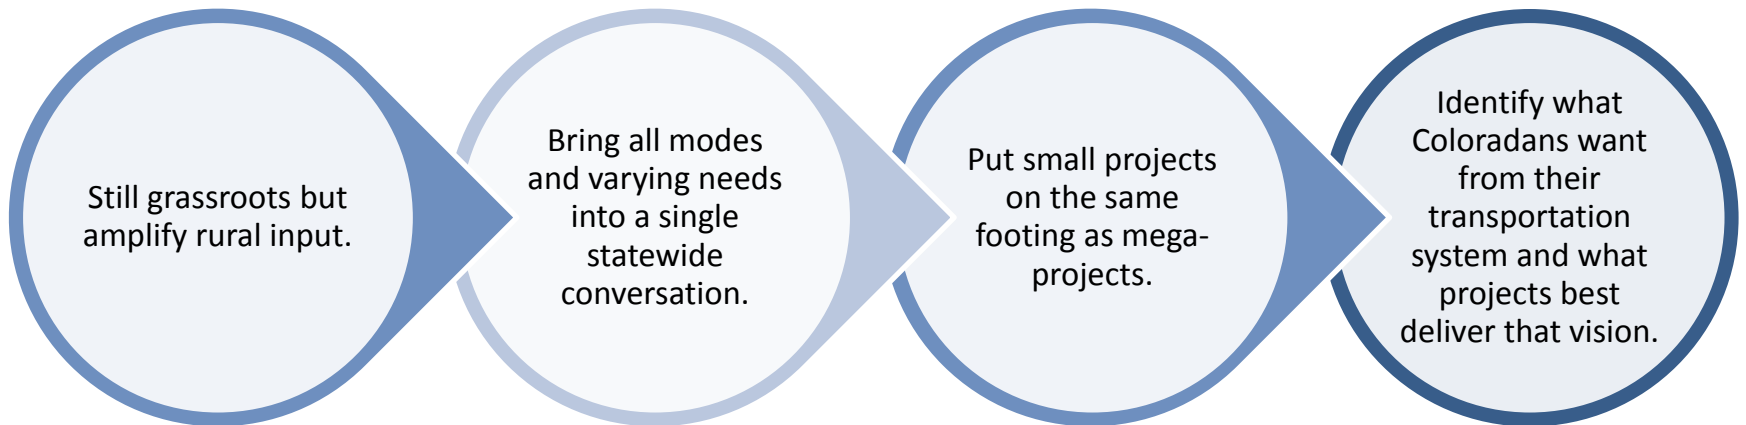 Still grassroots but
amplify rural input.
Bring all modes
and varying needs
into a single
statewide
conversation.
Put small projects
on the same
footing as mega-
projects.
Identify what
Coloradans want
from their
transportation
system and what
projects best
deliver that vision.